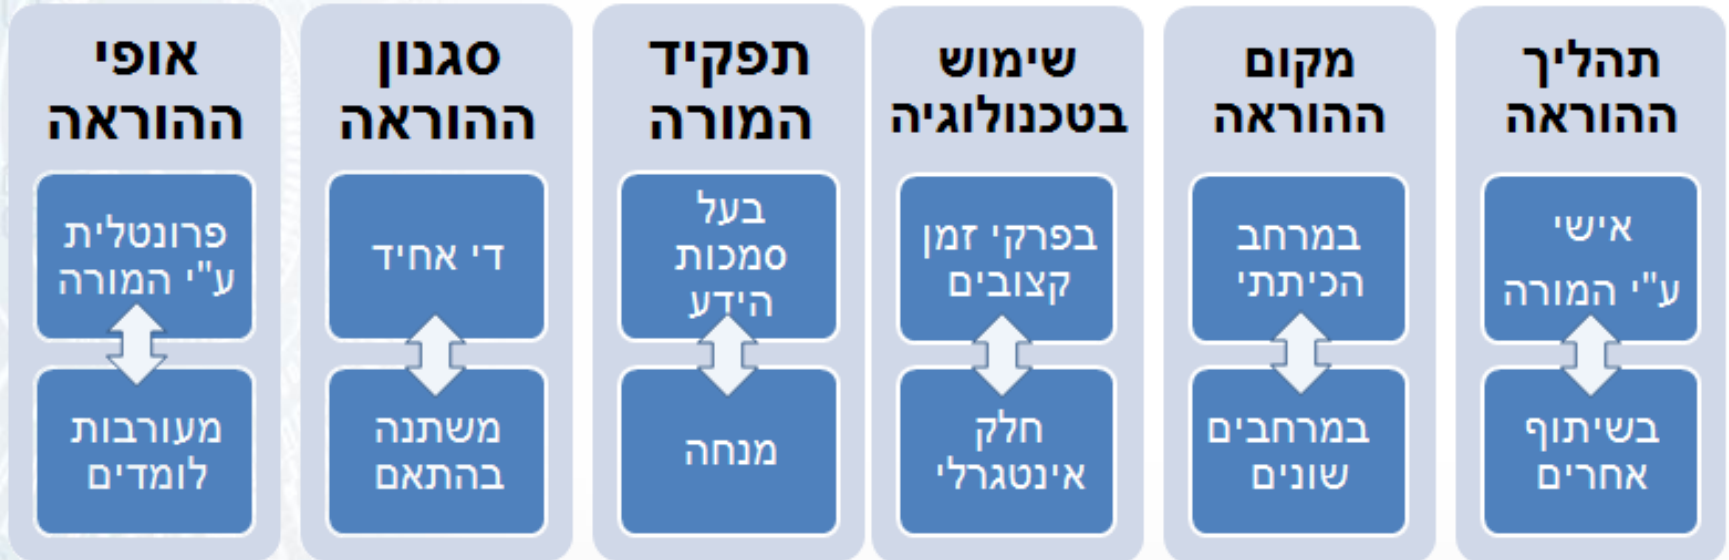 תהליך
ההוראה
אישי
ע"י המורה
בשיתוף
אחרים
מקום
ההוראה
במרחב
הכיתתי
במרחבים
שונים
שימוש
בטכנולוגיה
בפרקי זמן
קצובים
חלק
אינטגרלי
תפקיד
המורה
בעל
סמכות
הידע
מנחה
סגנון
ההוראה
די אחיד
משתנה
בהתאם
אופי
ההוראה
פרונטלית
ע"י המורה
מעורבות
לומדים